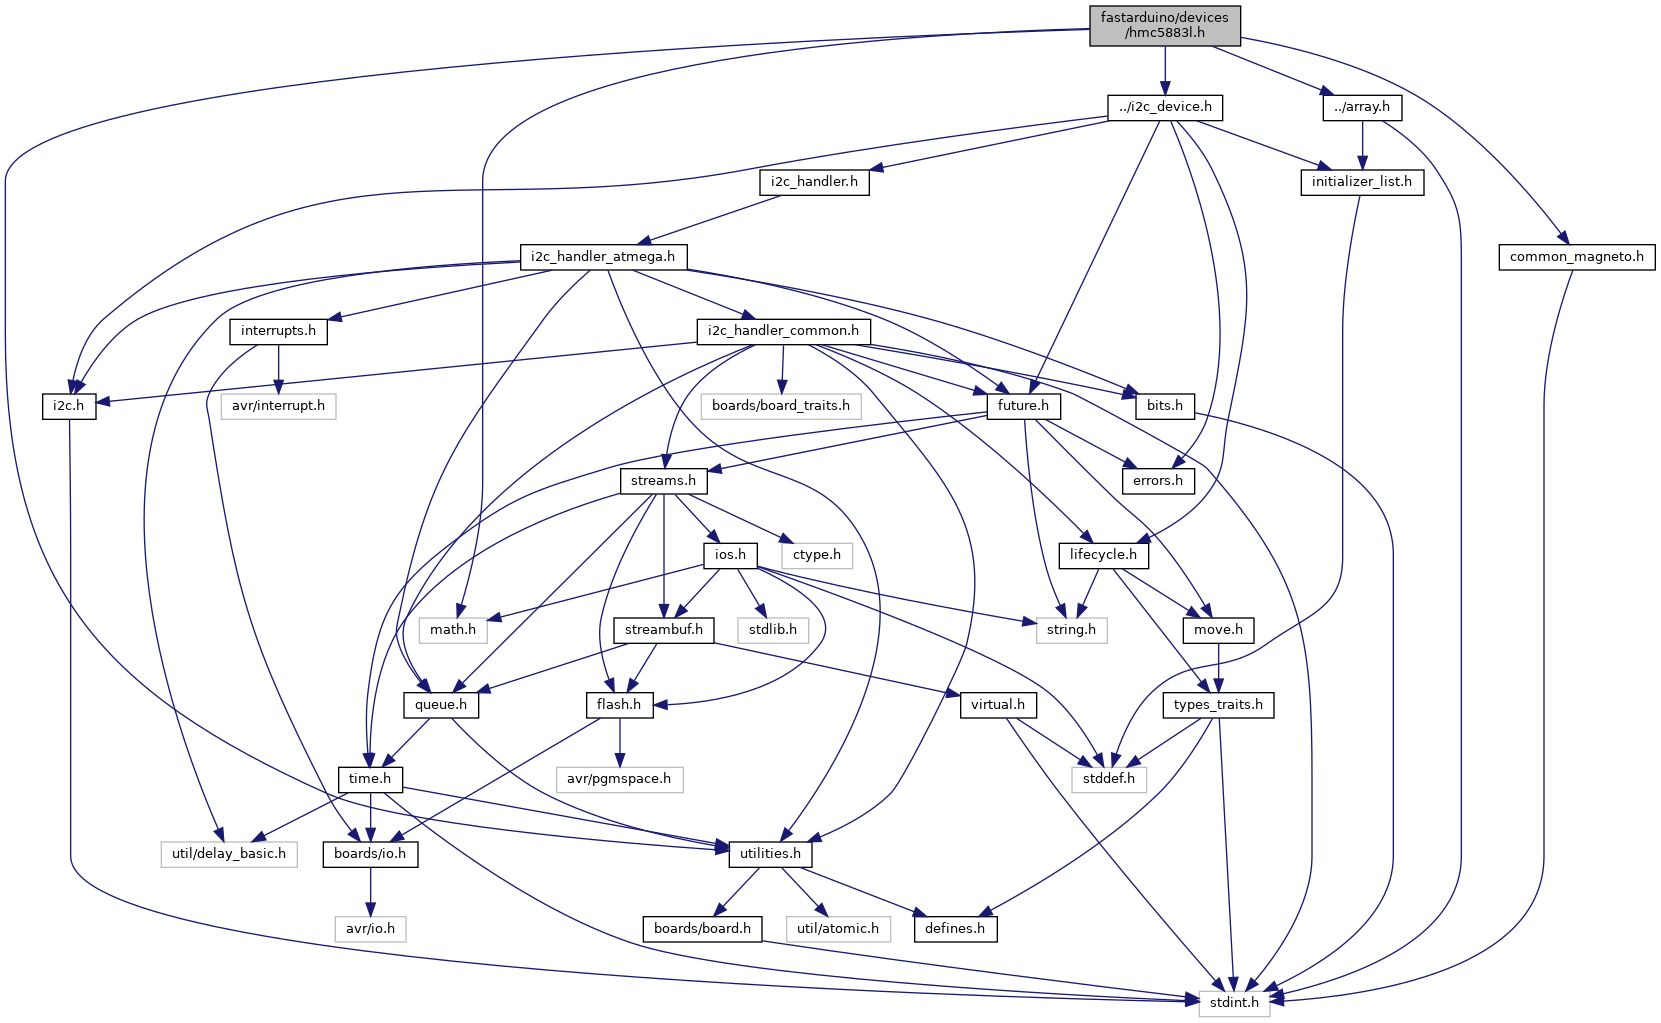 fastarduino/devices
/hmc5883l.h
../i2c_device.h
../array.h
i2c_handler.h
initializer_list.h
i2c_handler_atmega.h
common_magneto.h
interrupts.h
i2c_handler_common.h
i2c.h
avr/interrupt.h
boards/board_traits.h
future.h
bits.h
streams.h
errors.h
ios.h
ctype.h
lifecycle.h
math.h
streambuf.h
stdlib.h
string.h
move.h
queue.h
flash.h
virtual.h
types_traits.h
time.h
avr/pgmspace.h
stddef.h
util/delay_basic.h
boards/io.h
utilities.h
avr/io.h
boards/board.h
util/atomic.h
defines.h
stdint.h